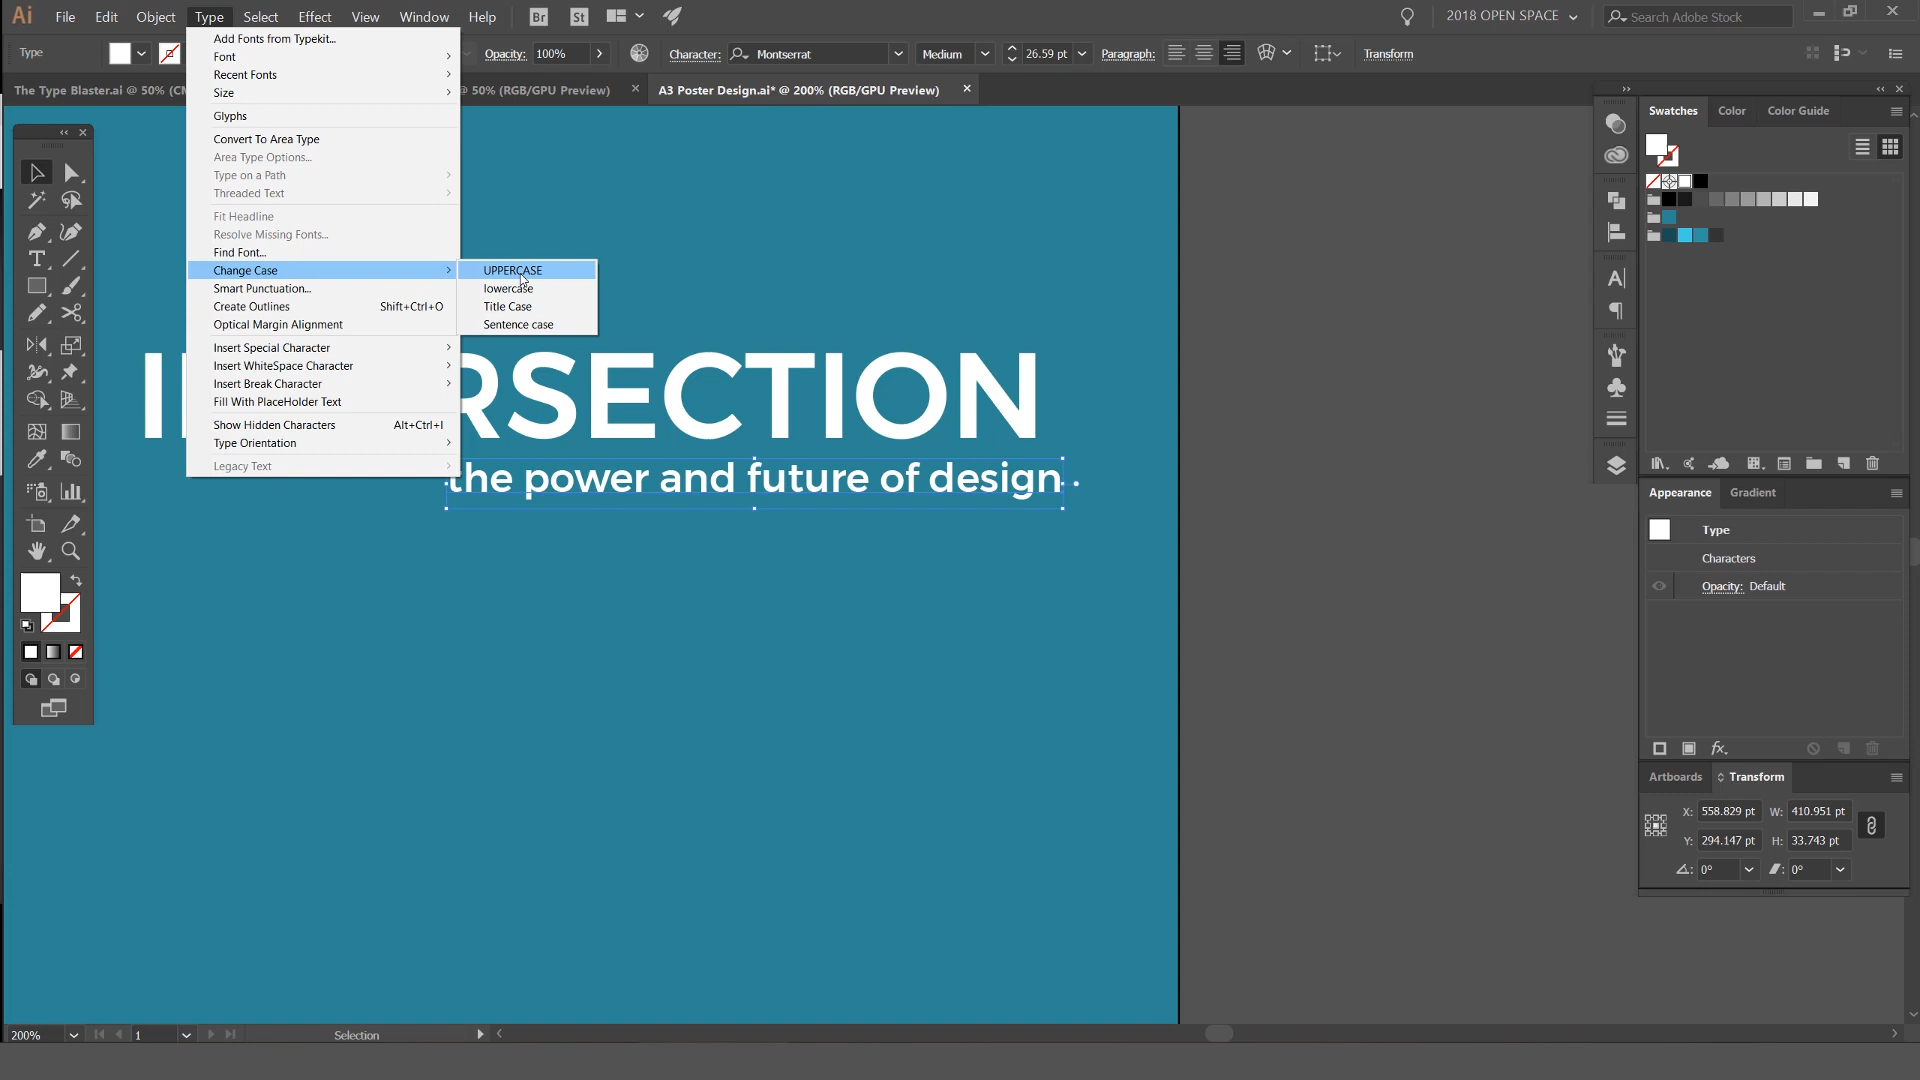 Ai File Edit Object Type Select Effect View Window Help Br St 2018 OPEN SPACE Search Adobe Stock
Type Opacity: 100% Character: Montserrat Medium 26.59 pt Paragraph: Transform
The Type Blaster.ai @ 50% (CM @ 50% (RGB/GPU Preview) A3 Poster Design.ai* @ 200% (RGB/GPU Preview)
Add Fonts from Typekit...
Font
Recent Fonts
Size
Glyphs
Convert To Area Type
Area Type Options...
Type on a Path
Threaded Text
Fit Headline
Resolve Missing Fonts...
Find Font...
Change Case
Smart Punctuation...
Create Outlines Shift+Ctrl+O
Optical Margin Alignment
Insert Special Character
Insert WhiteSpace Character
Insert Break Character
Fill With PlaceHolder Text
Show Hidden Characters Alt+Ctrl+I
Type Orientation
Legacy Text
UPPERCASE
lowercase
Title Case
Sentence case
RSECTION
the power and future of design
Swatches Color Color Guide
Appearance Gradient
Type
Characters
Opacity: Default
fx
Artboards Transform
X: 558.829 pt W: 410.951 pt
Y: 294.147 pt H: 33.743 pt
0° 0°
200% 1 Selection